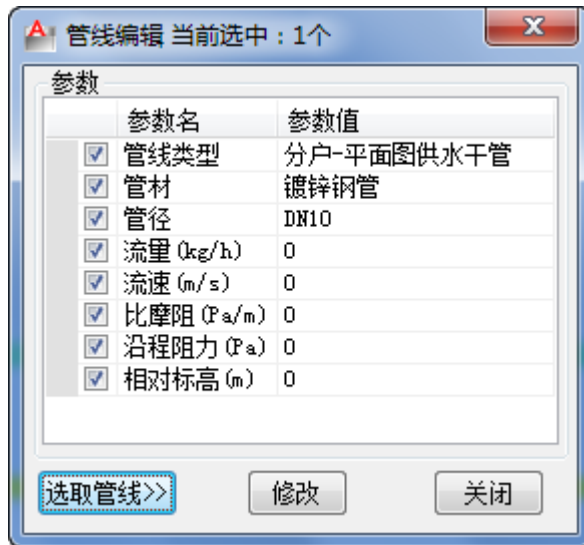 管线编辑 当前选中：1个
参数
参数名 参数值
管线类型 分户-平面图供水干管
管材 镀锌钢管
管径 DN10
流量(kg/h) 0
流速(m/s) 0
比摩阻(Pa/m) 0
沿程阻力(Pa) 0
相对标高(m) 0
选取管线>> 修改 关闭